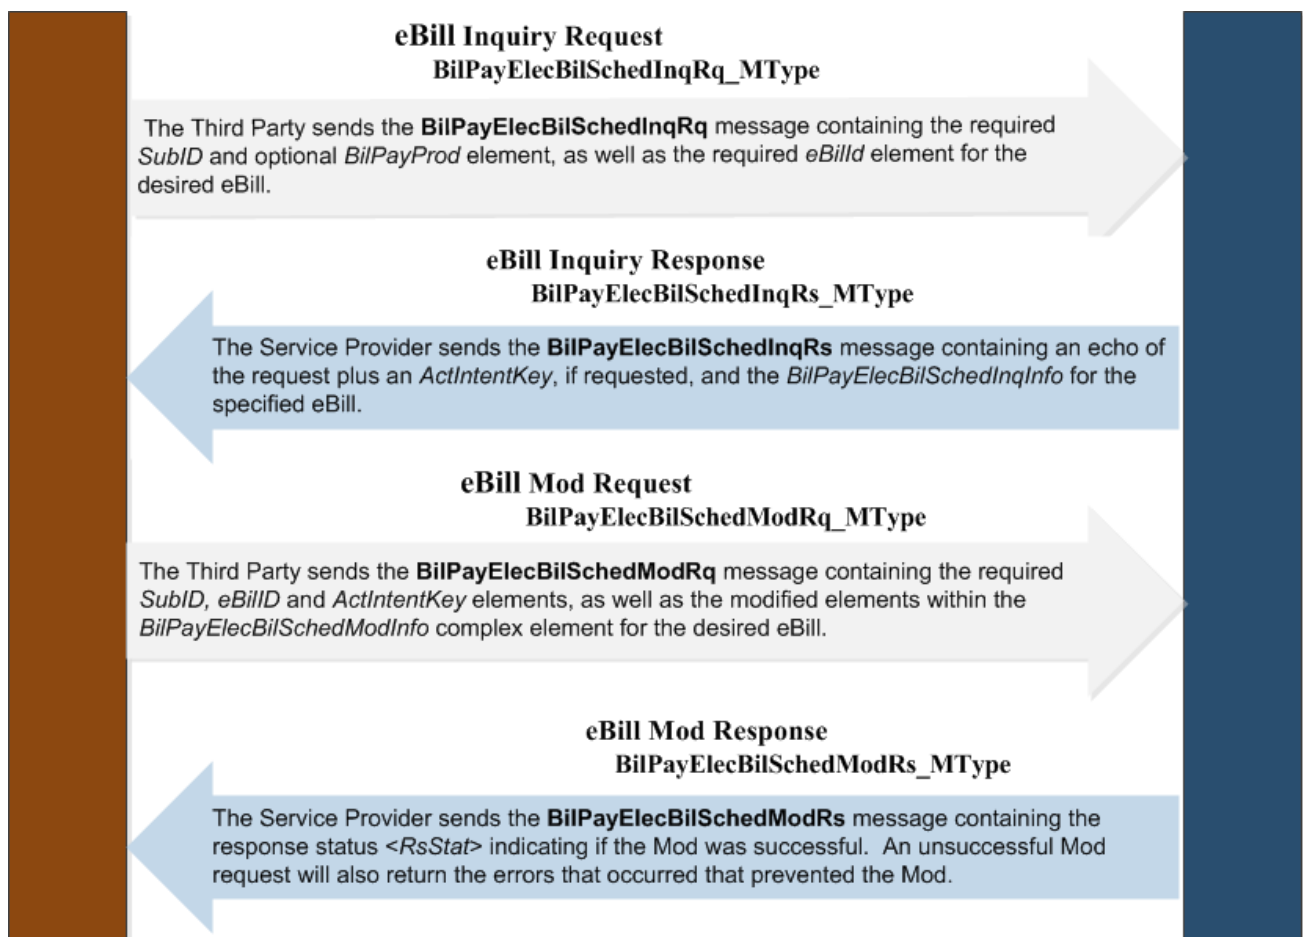 eBill Inquiry Request
BilPayElecBilSchedInqRq_MType
The Third Party sends the BilPayElecBilSchedInqRq message containing the required
SubID and optional BilPayProd element, as well as the required eBillId element for the
desired eBill.
eBill Inquiry Response
BilPayElecBilSchedInqRs_MType
The Service Provider sends the BilPayElecBilSchedInqRs message containing an echo of
the request plus an ActIntentKey, if requested, and the BilPayElecBilSchedInqInfo for the
specified eBill.
eBill Mod Request
BilPayElecBilSchedModRq_MType
The Third Party sends the BilPayElecBilSchedModRq message containing the required
SubID, eBillID and ActIntentKey elements, as well as the modified elements within the
BilPayElecBilSchedModInfo complex element for the desired eBill.
eBill Mod Response
BilPayElecBilSchedModRs_MType
The Service Provider sends the BilPayElecBilSchedModRs message containing the
response status <RsStat> indicating if the Mod was successful.  An unsuccessful Mod
request will also return the errors that occurred that prevented the Mod.